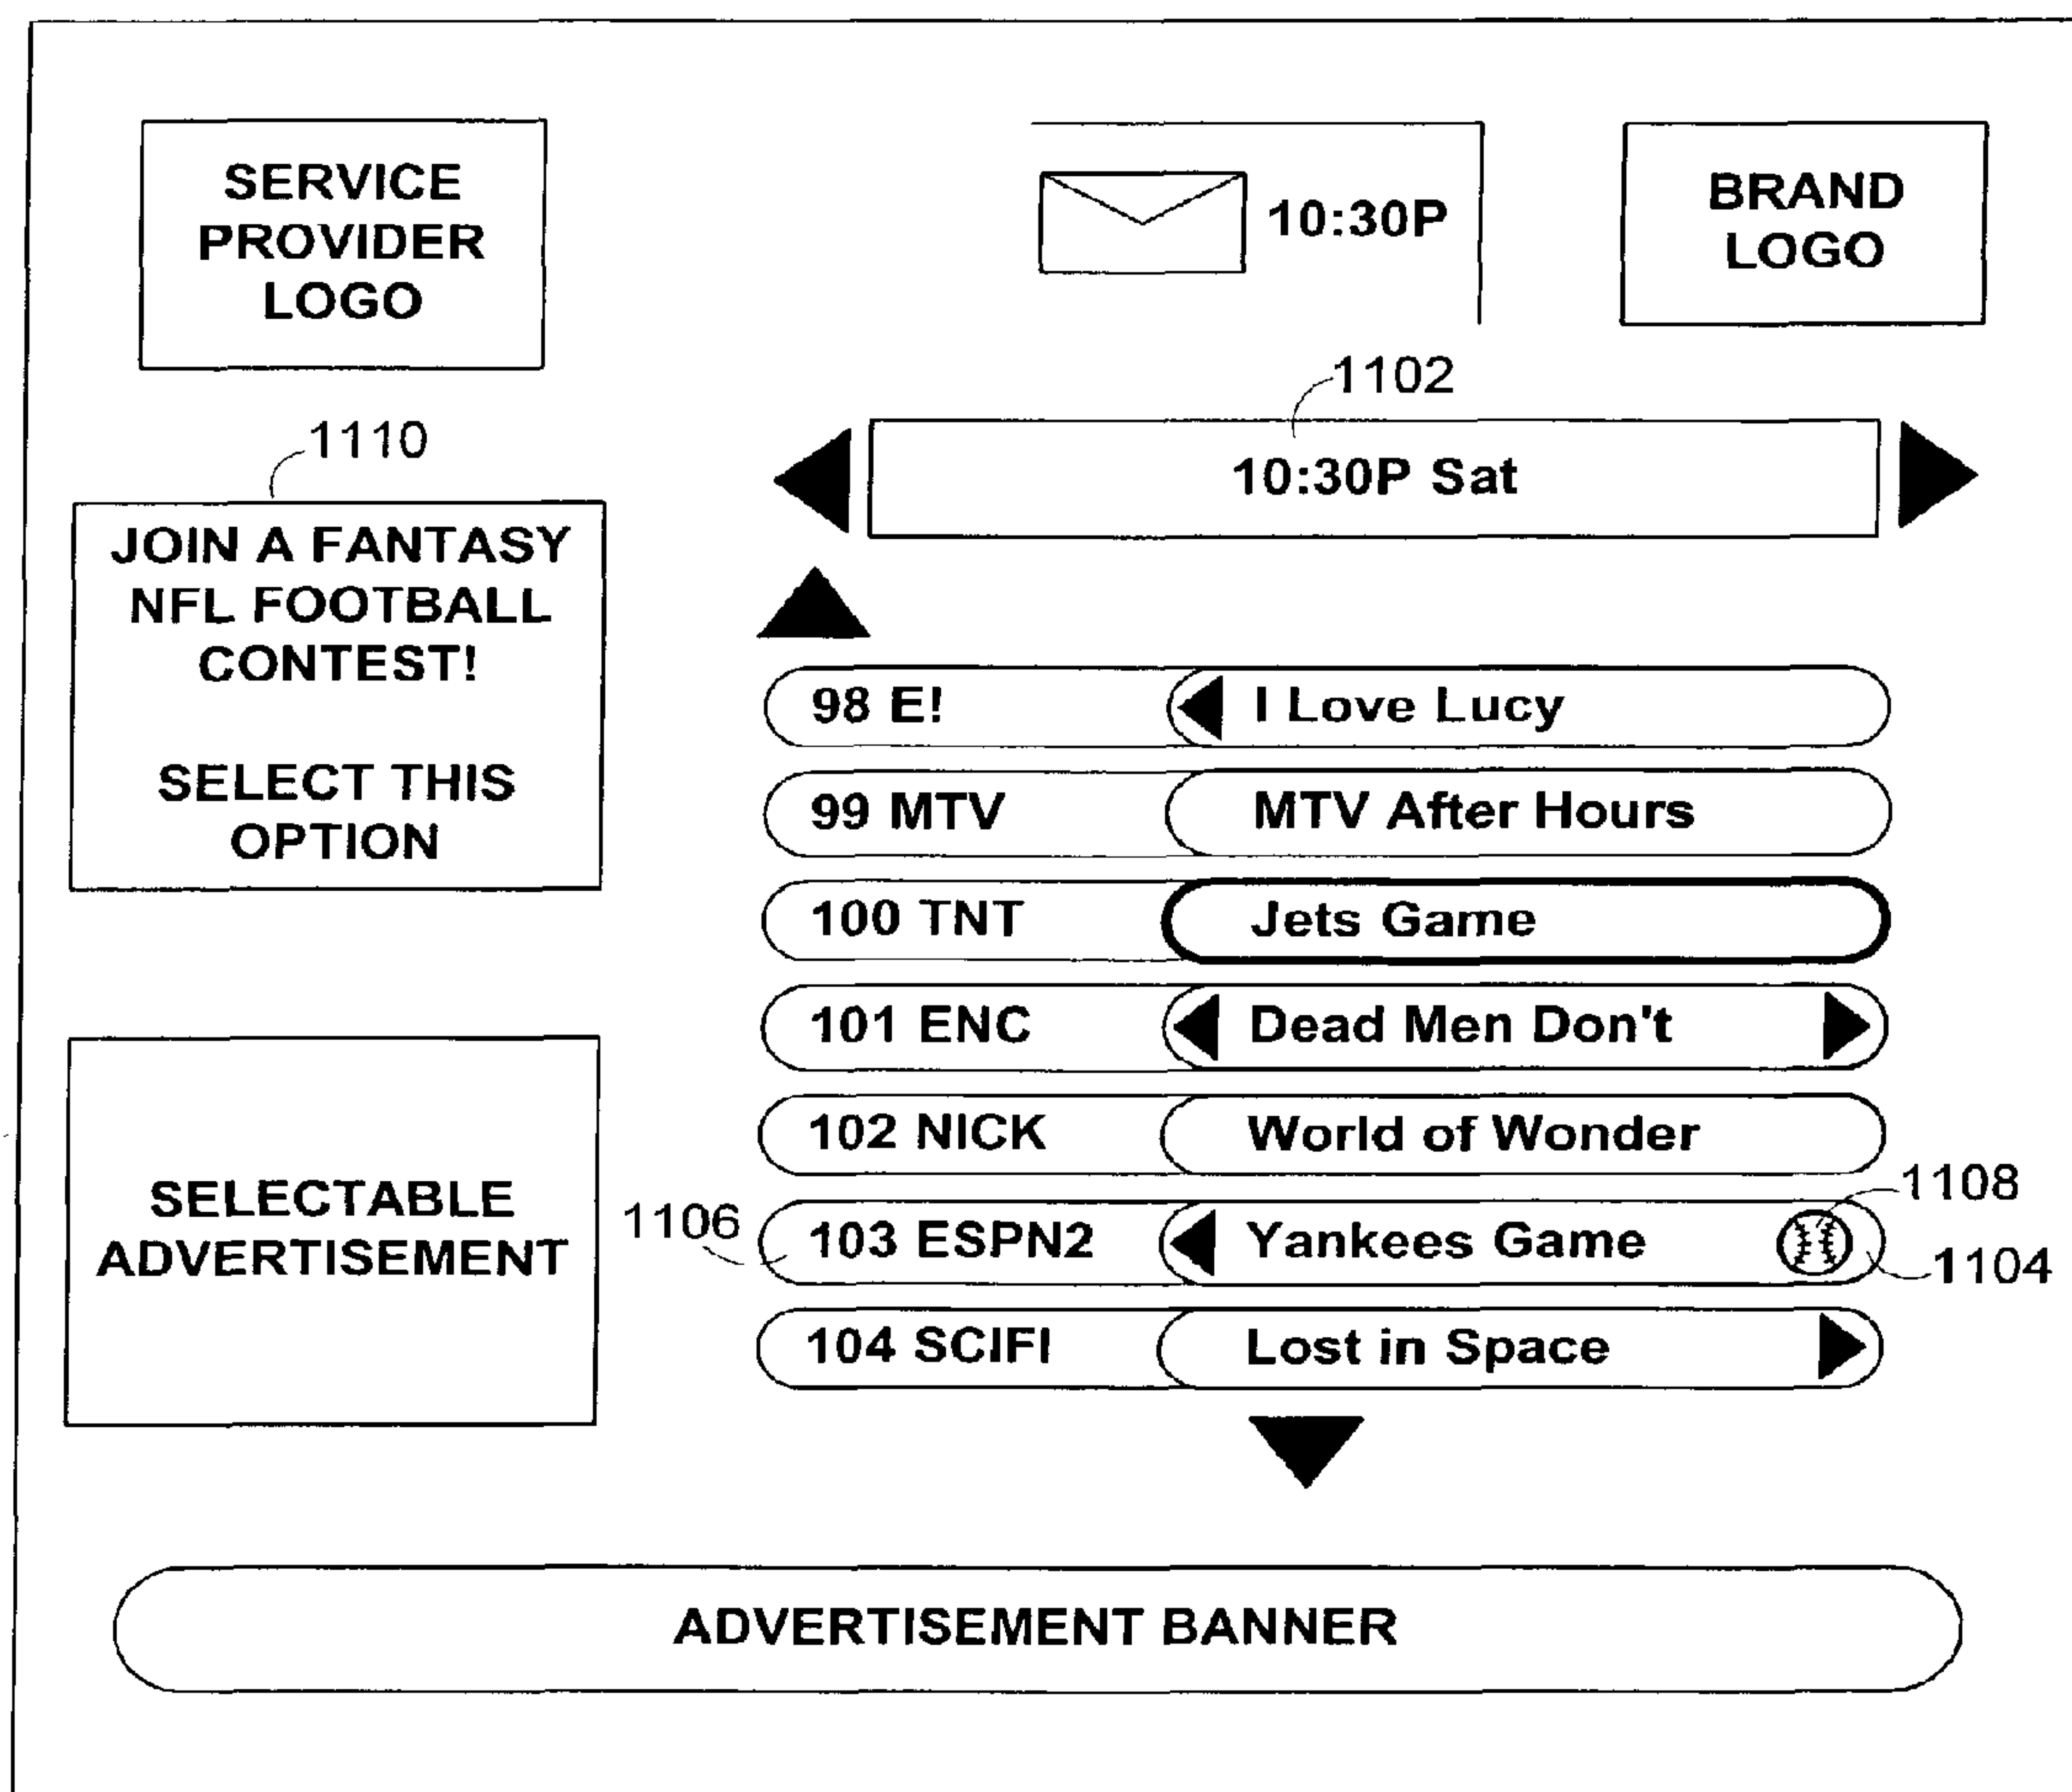 SERVICE
PROVIDER
LOGO
10:30P
BRAND
LOGO
1102
10:30P Sat
1110
JOIN A FANTASY
NFL FOOTBALL
CONTEST!
SELECT THIS
OPTION
98 E! I Love Lucy
99 MTV MTV After Hours
100 TNT Jets Game
101 ENC Dead Men Don't
102 NICK World of Wonder
1108
1106 103 ESPN2 Yankees Game
1104
104 SCIFI Lost in Space
SELECTABLE
ADVERTISEMENT
ADVERTISEMENT BANNER